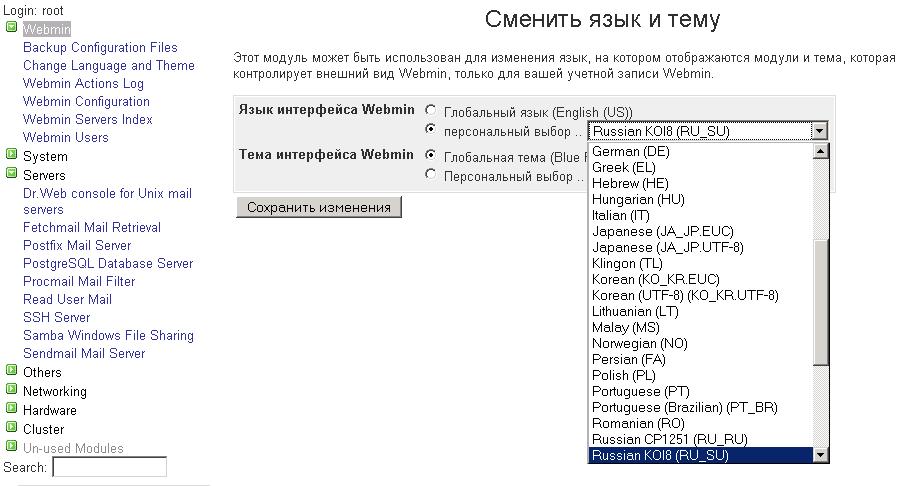 Login: root
Webmin
Backup Configuration Files
Change Language and Theme
Webmin Actions Log
Webmin Configuration
Webmin Servers Index
Webmin Users
System
Servers
Dr.Web console for Unix mail
servers
Fetchmail Mail Retrieval
Postfix Mail Server
PostgreSQL Database Server
Procmail Mail Filter
Read User Mail
SSH Server
Samba Windows File Sharing
Sendmail Mail Server
Others
Networking
Hardware
Cluster
Un-used Modules
Search:
Сменить язык и тему
Этот модуль может быть использован для изменения язык, на котором отображаются модули и тема, которая
контролирует внешний вид Webmin, только для вашей учетной записи Webmin.
Язык интерфейса Webmin
Глобальный язык (English (US))
персональный выбор ..
Russian KOI8 (RU_SU)
Тема интерфейса Webmin
Глобальная тема (Blue
Персональный выбор ..
Сохранить изменения
German (DE)
Greek (EL)
Hebrew (HE)
Hungarian (HU)
Italian (IT)
Japanese (JA_JP.EUC)
Japanese (JA_JP.UTF-8)
Klingon (TL)
Korean (KO_KR.EUC)
Korean (UTF-8) (KO_KR.UTF-8)
Lithuanian (LT)
Malay (MS)
Norwegian (NO)
Persian (FA)
Polish (PL)
Portuguese (PT)
Portuguese (Brazilian) (PT_BR)
Romanian (RO)
Russian CP1251 (RU_RU)
Russian KOI8 (RU_SU)